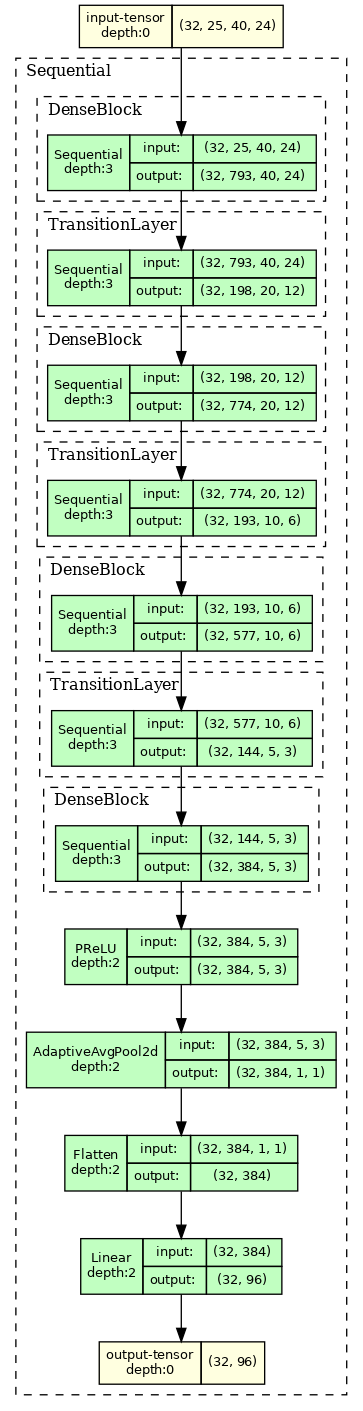 input-tensor
depth:0
(32, 25, 40, 24)
Sequential
DenseBlock
Sequential
depth:3
input:
(32, 25, 40, 24)
output:
(32, 793, 40, 24)
TransitionLayer
Sequential
depth:3
input:
(32, 793, 40, 24)
output:
(32, 198, 20, 12)
DenseBlock
Sequential
depth:3
input:
(32, 198, 20, 12)
output:
(32, 774, 20, 12)
TransitionLayer
Sequential
depth:3
input:
(32, 774, 20, 12)
output:
(32, 193, 10, 6)
DenseBlock
Sequential
depth:3
input:
(32, 193, 10, 6)
output:
(32, 577, 10, 6)
TransitionLayer
Sequential
depth:3
input:
(32, 577, 10, 6)
output:
(32, 144, 5, 3)
DenseBlock
Sequential
depth:3
input:
(32, 144, 5, 3)
output:
(32, 384, 5, 3)
PReLU
depth:2
input:
(32, 384, 5, 3)
output:
(32, 384, 5, 3)
AdaptiveAvgPool2d
depth:2
input:
(32, 384, 5, 3)
output:
(32, 384, 1, 1)
Flatten
depth:2
input:
(32, 384, 1, 1)
output:
(32, 384)
Linear
depth:2
input:
(32, 384)
output:
(32, 96)
output-tensor
depth:0
(32, 96)